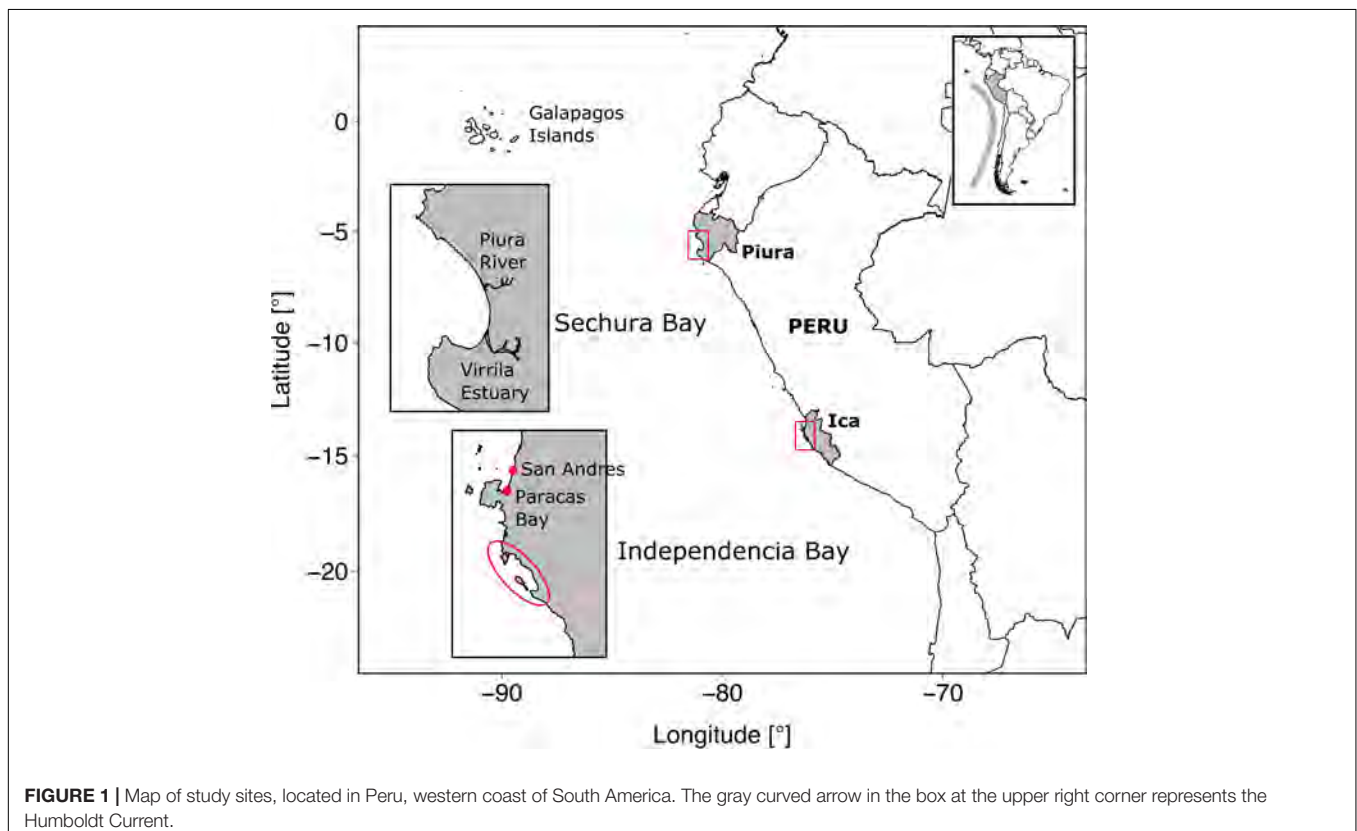 0
−5
−10
−15
−20
Latitude [°]
Galapagos
Islands
Piura
River
Virrila
Estuary
Sechura Bay
Piura
PERU
Ica
San Andres
Paracas
Bay
Independencia Bay
−90
−80
−70
Longitude [°]
FIGURE 1 | Map of study sites, located in Peru, western coast of South America. The gray curved arrow in the box at the upper right corner represents the
Humboldt Current.